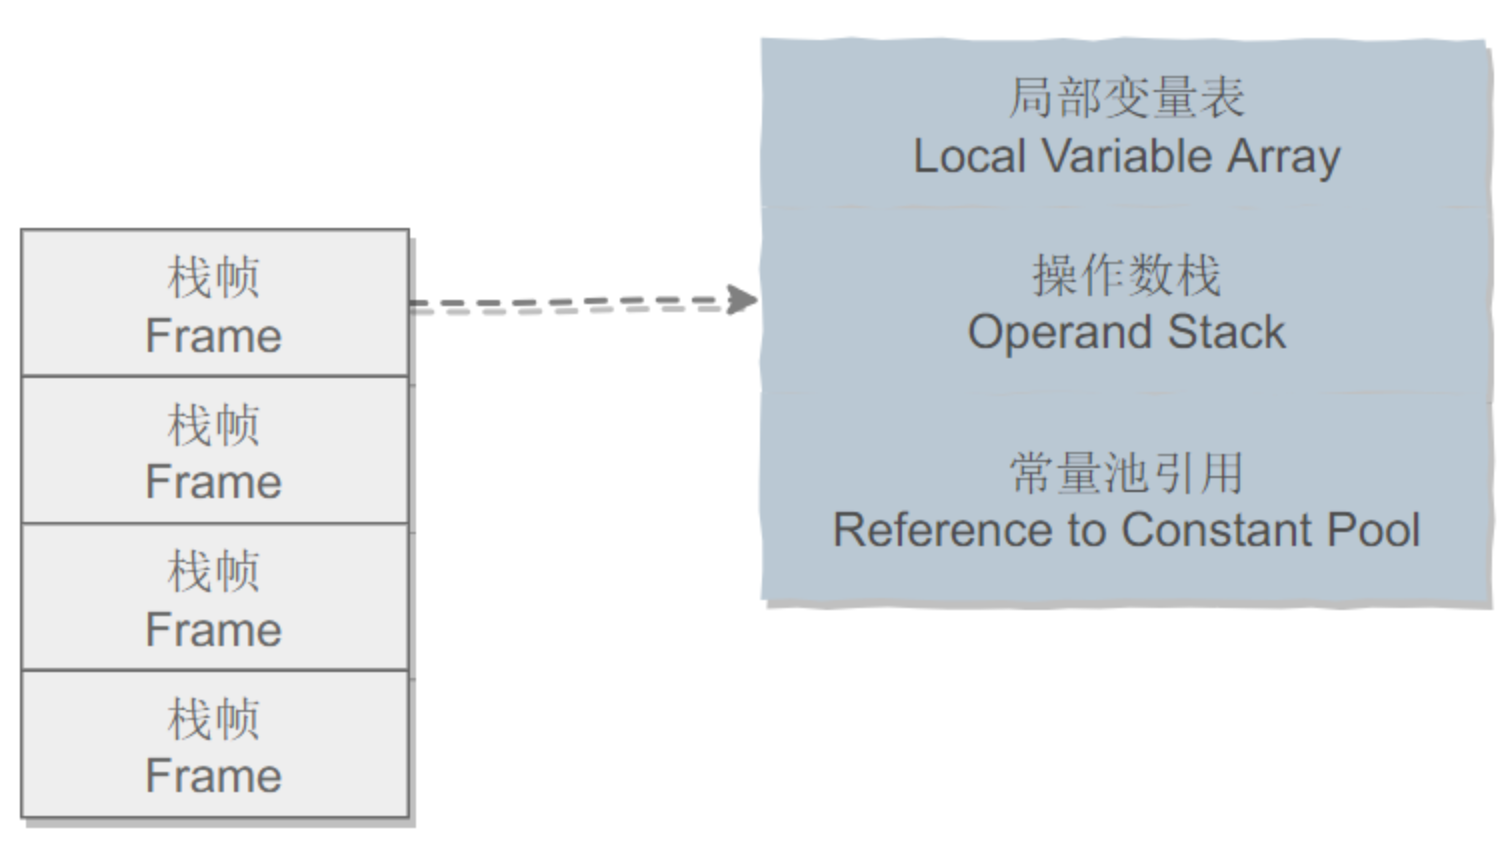 栈帧
Frame
栈帧
Frame
栈帧
Frame
栈帧
Frame
局部变量表
Local Variable Array
操作数栈
Operand Stack
常量池引用
Reference to Constant Pool